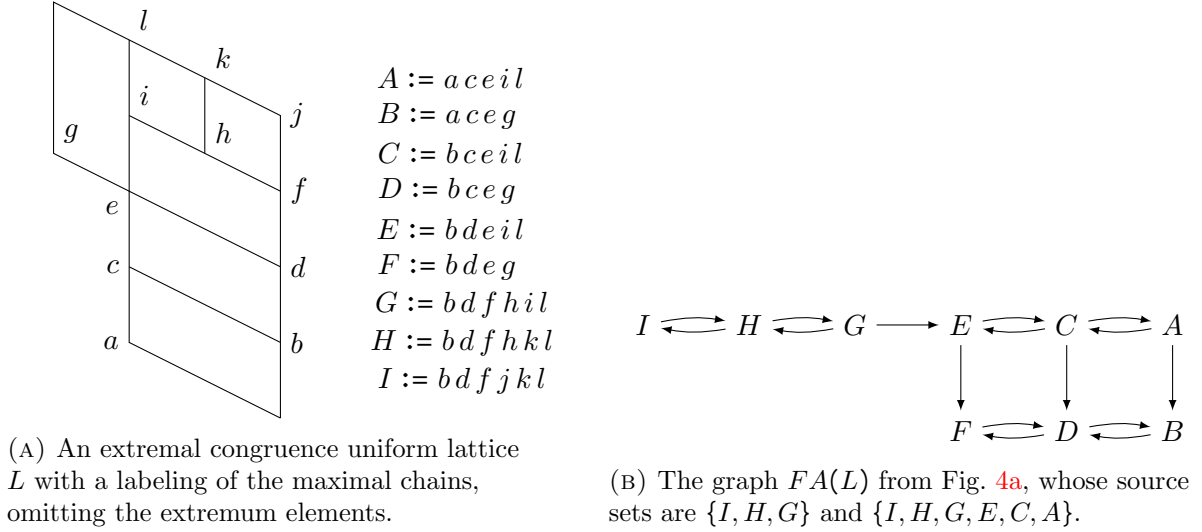 l
k
i
j
g
h
f
e
c
d
a
b
A := a c e i l
B := a c e g
C := b c e i l
D := b c e g
E := b d e i l
F := b d e g
G := b d f h i l
H := b d f h k l
I := b d f j k l
(A) An extremal congruence uniform lattice
L with a labeling of the maximal chains,
omitting the extremum elements.
I H G E C A
F D B
(B) The graph FA(L) from Fig. 4a, whose source
sets are {I, H, G} and {I, H, G, E, C, A}.